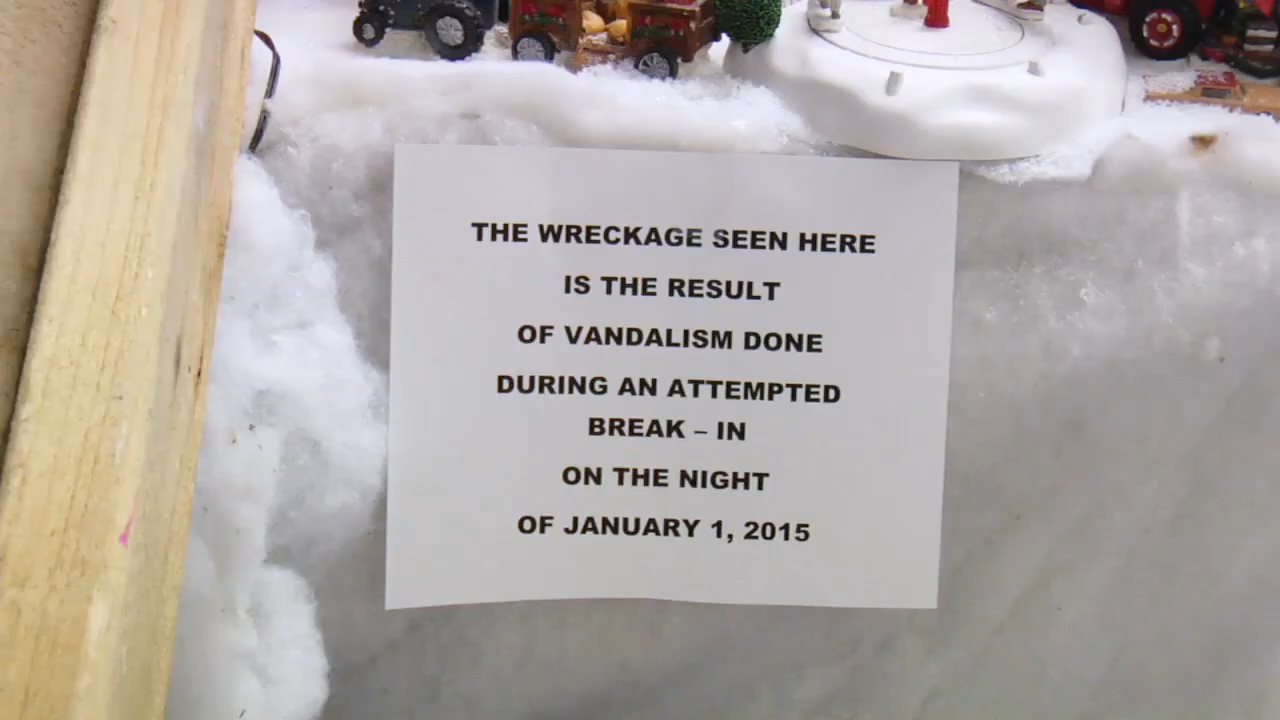 THE WRECKAGE SEEN HERE
IS THE RESULT
OF VANDALISM DONE
DURING AN ATTEMPTED
BREAK – IN
ON THE NIGHT
OF JANUARY 1, 2015